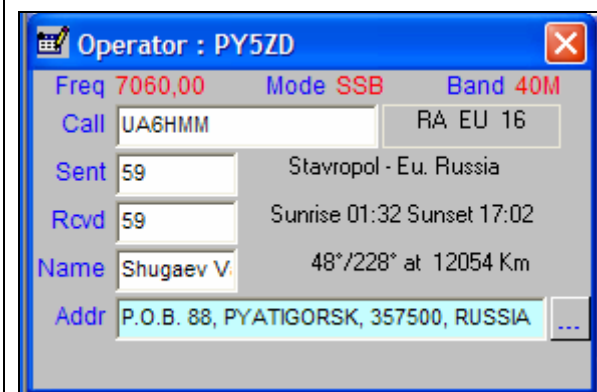 Operator : PY5ZD
Freq 7060,00 Mode SSB Band 40M
Call UA6HMM RA EU 16
Sent 59 Stavropol - Eu. Russia
Rcvd 59 Sunrise 01:32 Sunset 17:02
Name Shugaev V 48°/228° at 12054 Km
Addr P.O.B. 88, PYATIGORSK, 357500, RUSSIA ...